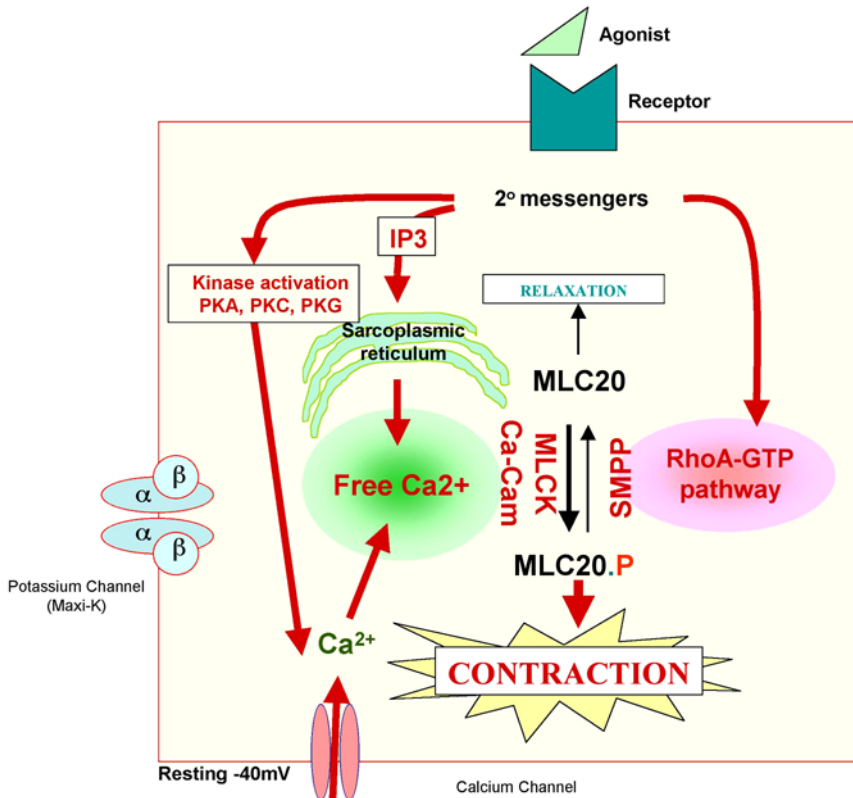 Agonist
Receptor
2º messengers
IP3
Kinase activation
PKA, PKC, PKG
RELAXATION
Sarcoplasmic
reticulum
MLC20
Free Ca2+
Ca-Cam
MLCK
SMPP
RhoA-GTP
pathway
β
α
α
β
Potassium Channel
(Maxi-K)
MLC20.P
Ca²⁺
CONTRACTION
Resting -40mV
Calcium Channel